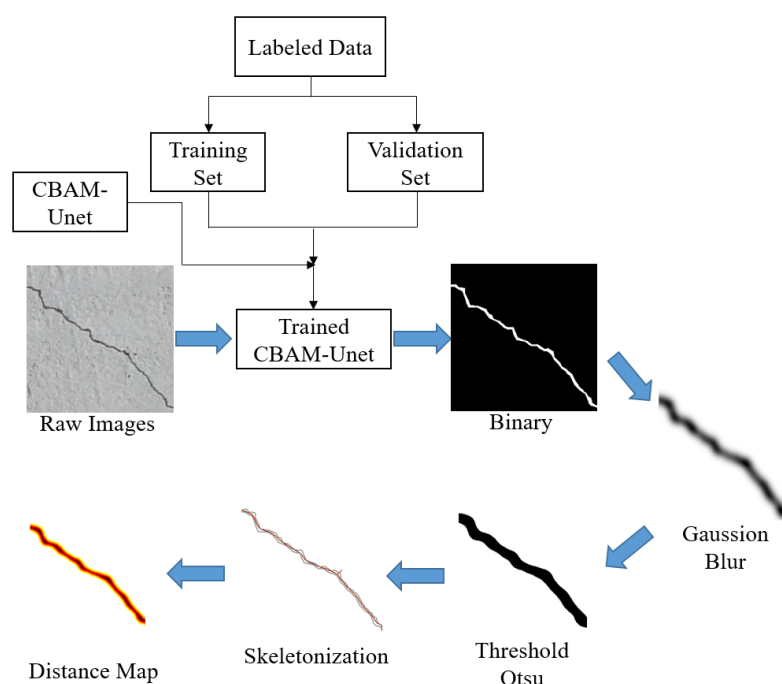 Labeled Data
Training
Set
Validation
Set
CBAM-
Unet
Trained
CBAM-Unet
Raw Images
Binary
Gaussion
Blur
Distance Map
Skeletonization
Threshold
Otsu